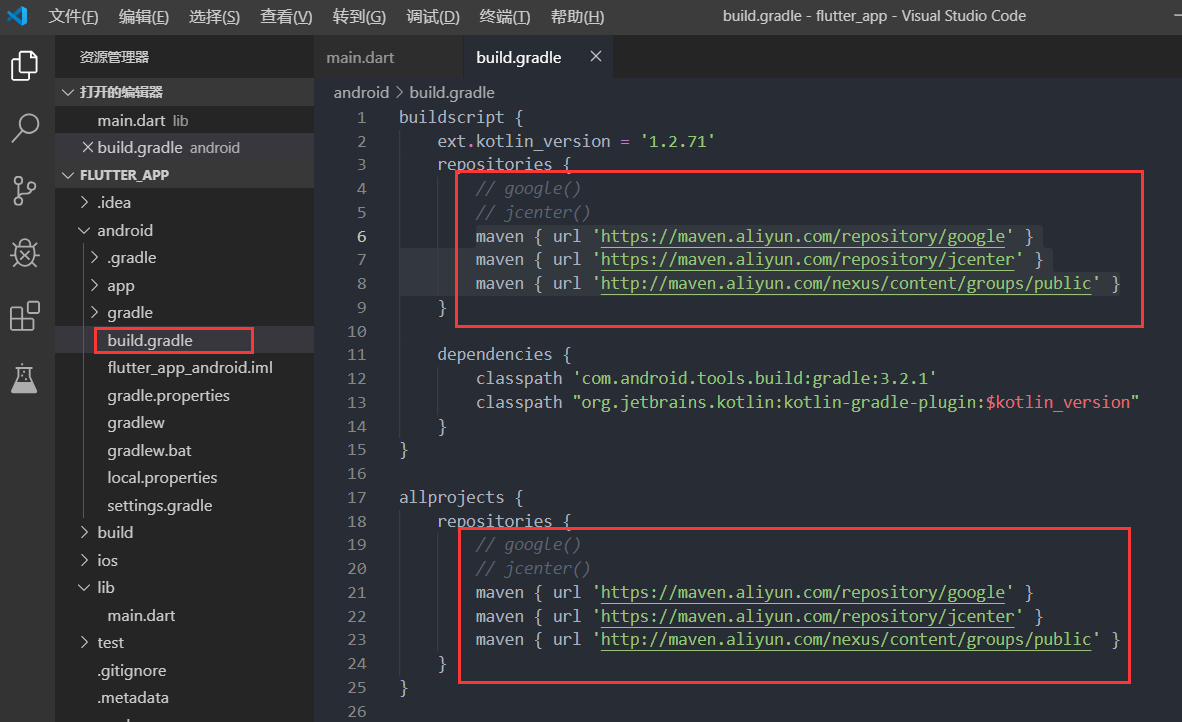 文件(F) 编辑(E) 选择(S) 查看(V) 转到(G) 调试(D) 终端(T) 帮助(H) build.gradle - flutter_app - Visual Studio Code
资源管理器
打开的编辑器
main.dart lib
build.gradle android
FLUTTER_APP
.idea
android
.gradle
app
gradle
build.gradle
flutter_app_android.iml
gradle.properties
gradlew
gradlew.bat
local.properties
settings.gradle
build
ios
lib
main.dart
test
.gitignore
.metadata
main.dart build.gradle
android > build.gradle
1 buildscript {
2 ext.kotlin_version = '1.2.71'
3 repositories {
4 // google()
5 // jcenter()
6 maven { url 'https://maven.aliyun.com/repository/google' }
7 maven { url 'https://maven.aliyun.com/repository/jcenter' }
8 maven { url 'http://maven.aliyun.com/nexus/content/groups/public' }
9 }
10
11 dependencies {
12 classpath 'com.android.tools.build:gradle:3.2.1'
13 classpath "org.jetbrains.kotlin:kotlin-gradle-plugin:$kotlin_version"
14 }
15 }
16
17 allprojects {
18 repositories {
19 // google()
20 // jcenter()
21 maven { url 'https://maven.aliyun.com/repository/google' }
22 maven { url 'https://maven.aliyun.com/repository/jcenter' }
23 maven { url 'http://maven.aliyun.com/nexus/content/groups/public' }
24 }
25 }
26